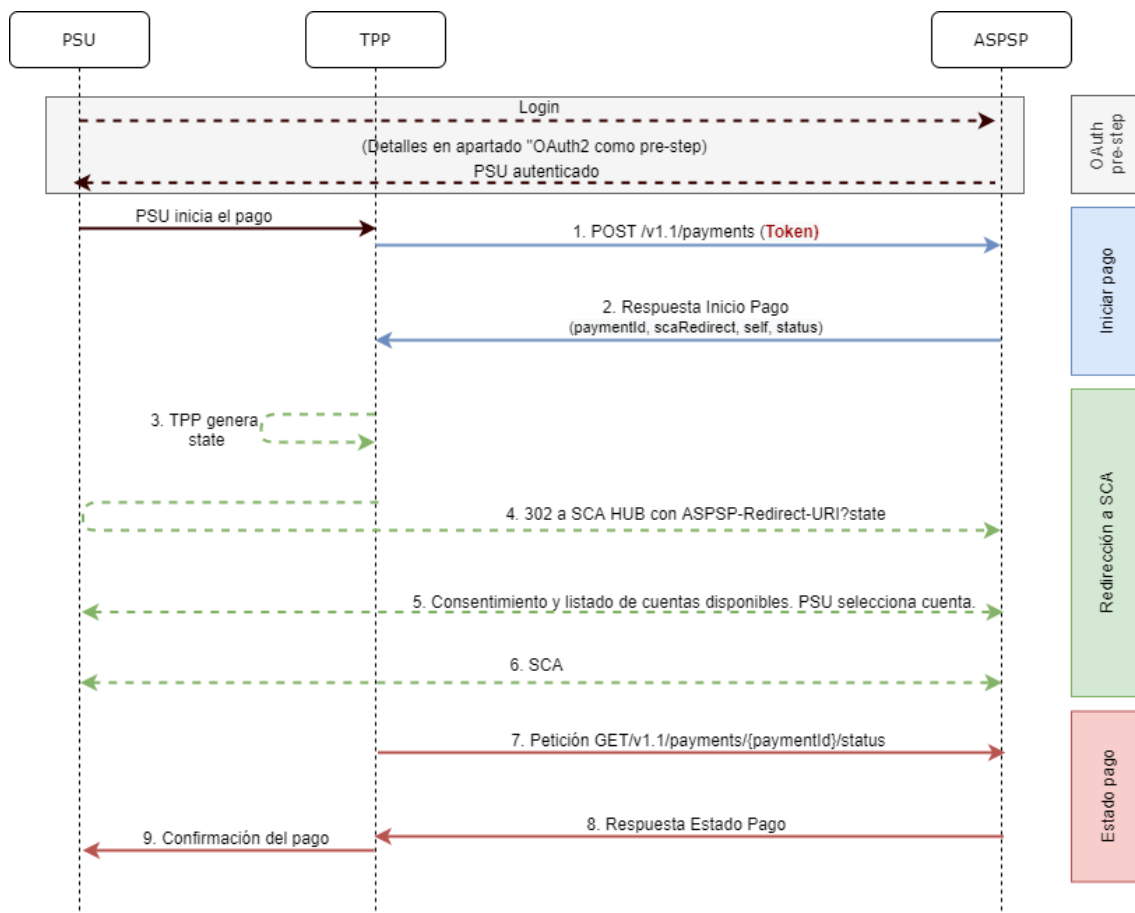 PSU
TPP
ASPSP
Login
(Detalles en apartado "OAuth2 como pre-step)
PSU autenticado
OAuth
pre-step
PSU inicia el pago
1. POST /v1.1/payments (Token)
2. Respuesta Inicio Pago
(paymentId, scaRedirect, self, status)
Iniciar pago
3. TPP genera
state
4. 302 a SCA HUB con ASPSP-Redirect-URI?state
5. Consentimiento y listado de cuentas disponibles. PSU selecciona cuenta.
6. SCA
Redirección a SCA
7. Petición GET/v1.1/payments/{paymentId}/status
8. Respuesta Estado Pago
9. Confirmación del pago
Estado pago